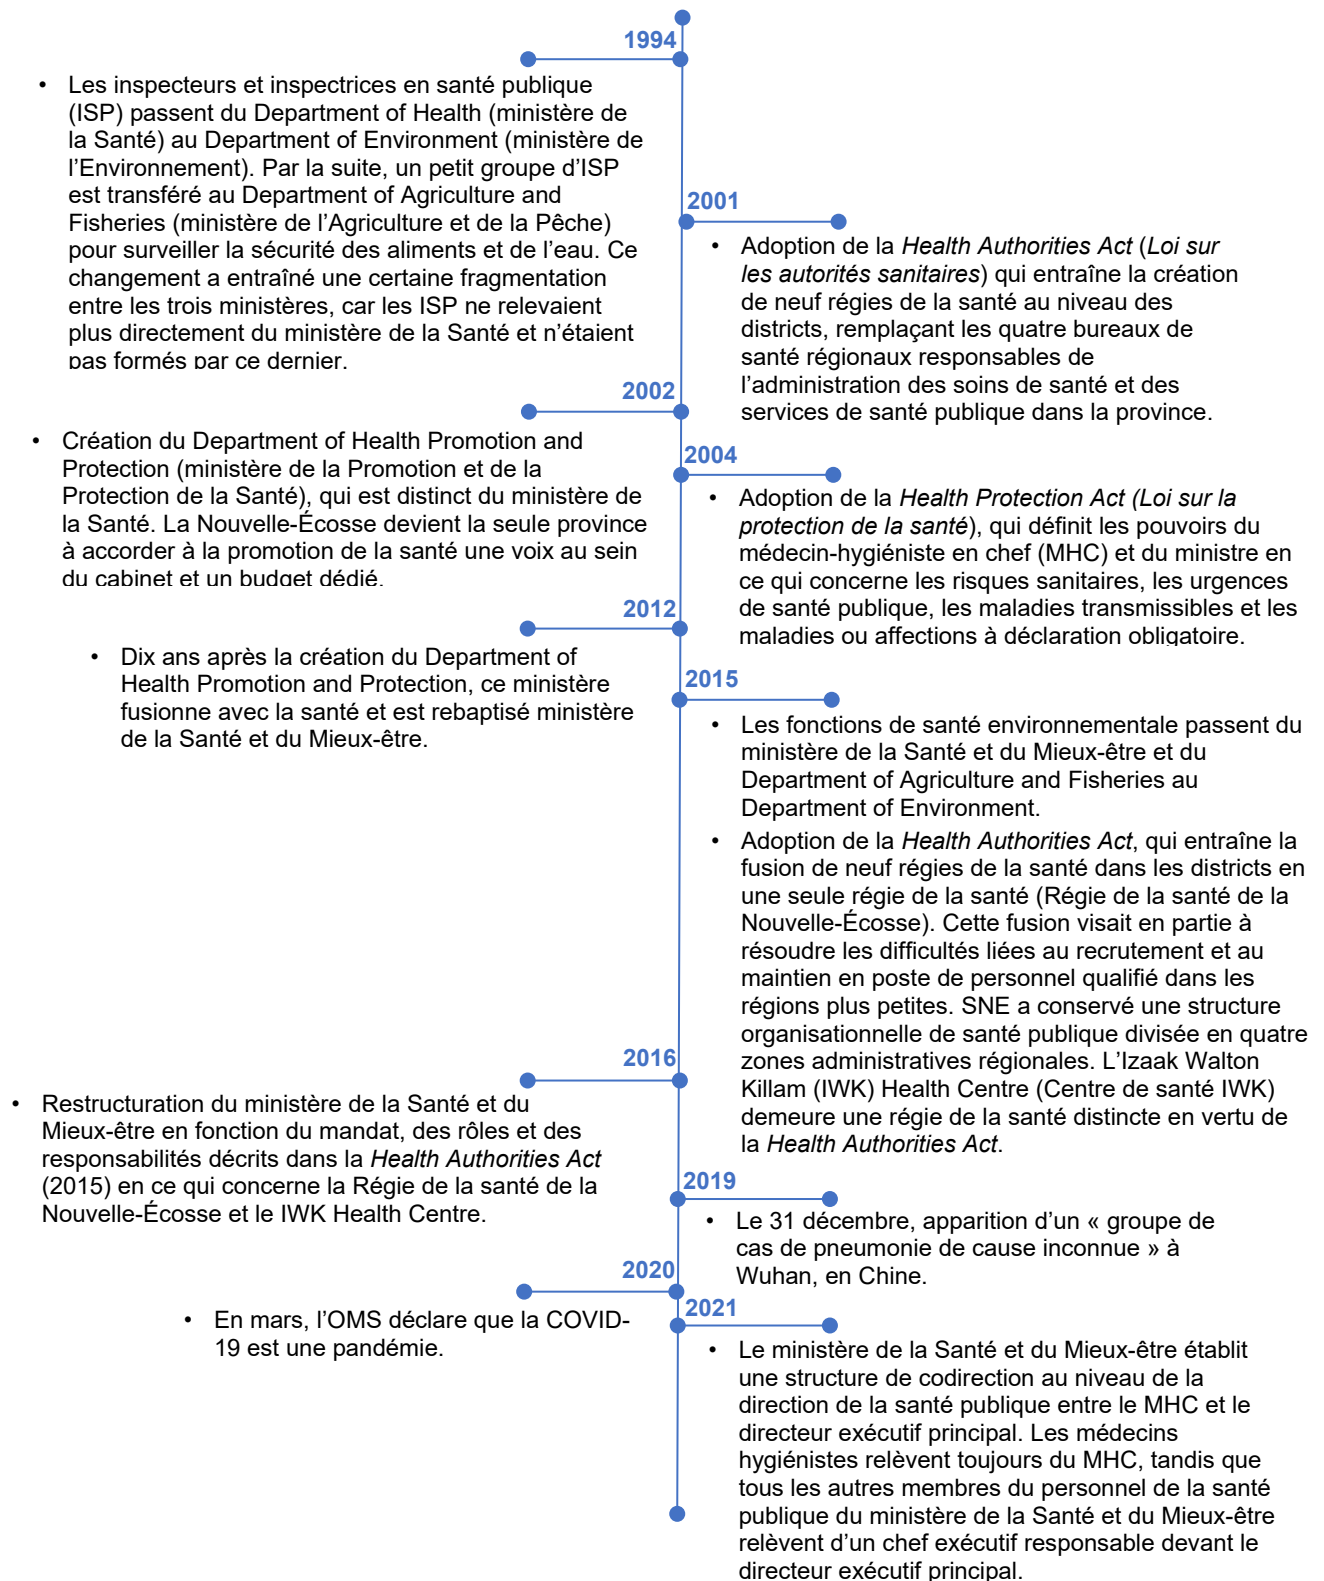 1994
• Les inspecteurs et inspectrices en santé publique
(ISP) passent du Department of Health (ministère de
la Santé) au Department of Environment (ministère de
l’Environnement). Par la suite, un petit groupe d’ISP
est transféré au Department of Agriculture and
Fisheries (ministère de l’Agriculture et de la Pêche)
pour surveiller la sécurité des aliments et de l’eau. Ce
changement a entraîné une certaine fragmentation
entre les trois ministères, car les ISP ne relevaient
plus directement du ministère de la Santé et n’étaient
pas formés par ce dernier.
2001
• Adoption de la Health Authorities Act (Loi sur
les autorités sanitaires) qui entraîne la création
de neuf régies de la santé au niveau des
districts, remplaçant les quatre bureaux de
santé régionaux responsables de
l’administration des soins de santé et des
services de santé publique dans la province.
2002
• Création du Department of Health Promotion and
Protection (ministère de la Promotion et de la
Protection de la Santé), qui est distinct du ministère de
la Santé. La Nouvelle-Écosse devient la seule province
à accorder à la promotion de la santé une voix au sein
du cabinet et un budget dédié.
2004
• Adoption de la Health Protection Act (Loi sur la
protection de la santé), qui définit les pouvoirs du
médecin-hygiéniste en chef (MHC) et du ministre en
ce qui concerne les risques sanitaires, les urgences
de santé publique, les maladies transmissibles et les
maladies ou affections à déclaration obligatoire.
2012
• Dix ans après la création du Department of
Health Promotion and Protection, ce ministère
fusionne avec la santé et est rebaptisé ministère
de la Santé et du Mieux-être.
2015
• Les fonctions de santé environnementale passent du
ministère de la Santé et du Mieux-être et du
Department of Agriculture and Fisheries au
Department of Environment.
• Adoption de la Health Authorities Act, qui entraîne la
fusion de neuf régies de la santé dans les districts en
une seule régie de la santé (Régie de la santé de la
Nouvelle-Écosse). Cette fusion visait en partie à
résoudre les difficultés liées au recrutement et au
maintien en poste de personnel qualifié dans les
régions plus petites. SNE a conservé une structure
organisationnelle de santé publique divisée en quatre
zones administratives régionales. L’Izaak Walton
Killam (IWK) Health Centre (Centre de santé IWK)
demeure une régie de la santé distincte en vertu de
la Health Authorities Act.
2016
• Restructuration du ministère de la Santé et du
Mieux-être en fonction du mandat, des rôles et des
responsabilités décrits dans la Health Authorities Act
(2015) en ce qui concerne la Régie de la santé de la
Nouvelle-Écosse et le IWK Health Centre.
2019
• Le 31 décembre, apparition d’un « groupe de
cas de pneumonie de cause inconnue » à
Wuhan, en Chine.
2020
• En mars, l’OMS déclare que la COVID-
19 est une pandémie.
2021
• Le ministère de la Santé et du Mieux-être établit
une structure de codirection au niveau de la
direction de la santé publique entre le MHC et le
directeur exécutif principal. Les médecins
hygiénistes relèvent toujours du MHC, tandis que
tous les autres membres du personnel de la santé
publique du ministère de la Santé et du Mieux-être
relèvent d’un chef exécutif responsable devant le
directeur exécutif principal.